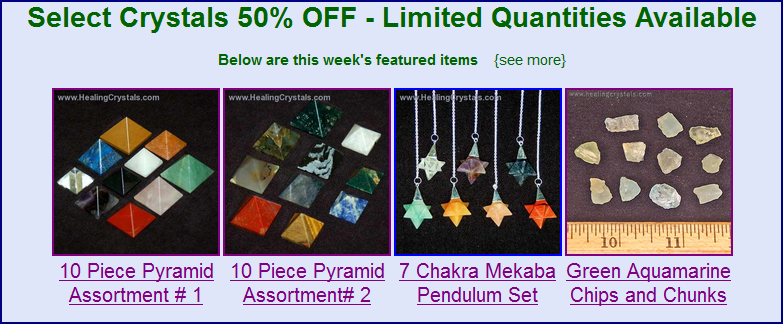 Select Crystals 50% OFF - Limited Quantities Available
Below are this week's featured items {see more}
www.HealingCrystals.com
www.HealingCrystals.com
www.HealingCrystals.com
www.HealingCrystals.com
10
11
10 Piece Pyramid
Assortment # 1
10 Piece Pyramid
Assortment# 2
7 Chakra Mekaba
Pendulum Set
Green Aquamarine
Chips and Chunks